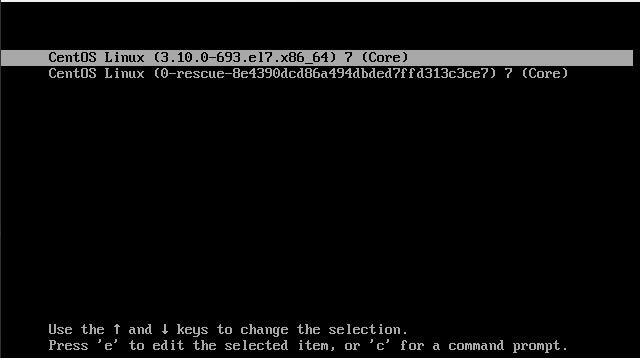 CentOS Linux (3.10.0-693.el7.x86_64) 7 (Core)
CentOS Linux (0-rescue-8e4390dcd86a494dbded7ffd313c3ce7) 7 (Core)
Use the ↑ and ↓ keys to change the selection.
Press 'e' to edit the selected item, or 'c' for a command prompt.